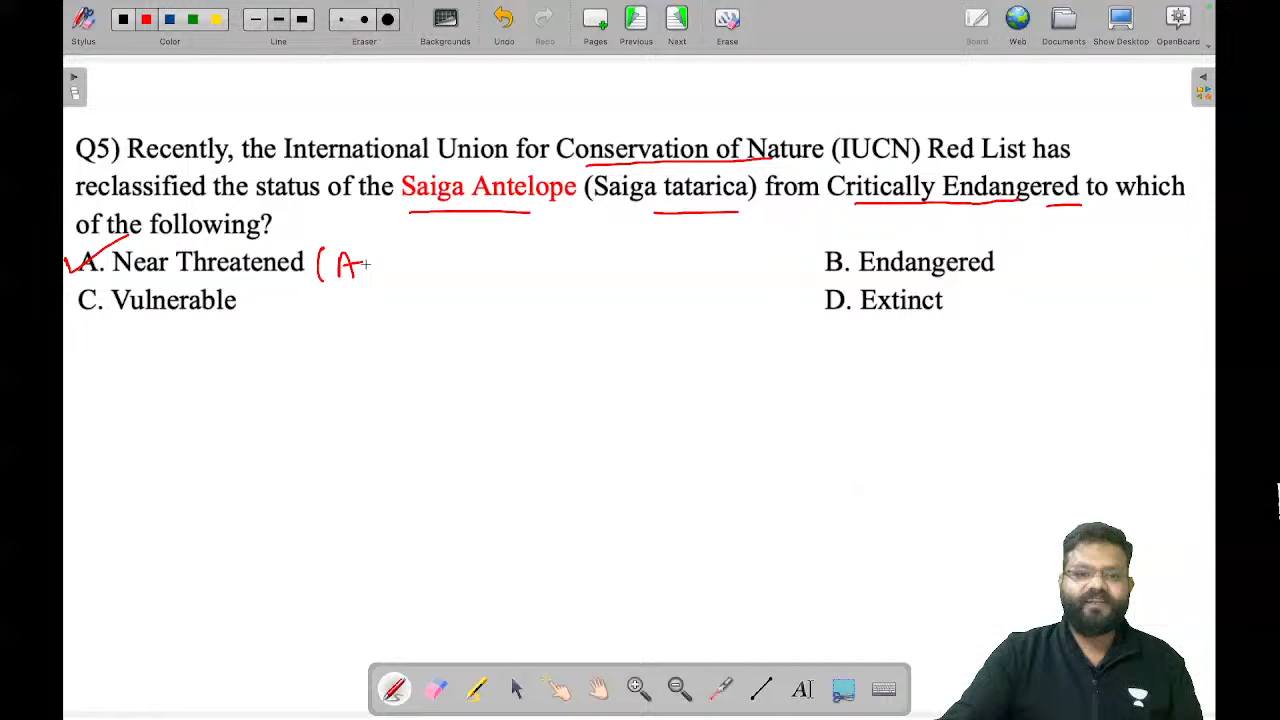 Stylus
Color
Line
Eraser
Backgrounds
Undo
Redo
Pages
Previous
Next
Erase
Board
Web
Documents
Show Desktop
OpenBoard
Q5) Recently, the International Union for Conservation of Nature (IUCN) Red List has
reclassified the status of the Saiga Antelope (Saiga tatarica) from Critically Endangered to which
of the following?
A. Near Threatened (A
B. Endangered
C. Vulnerable
D. Extinct